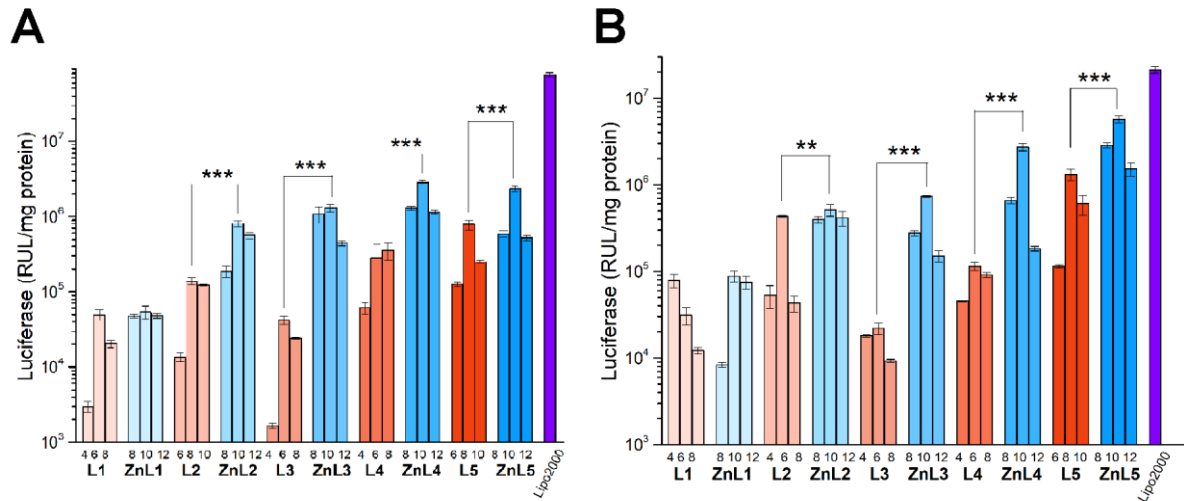 A
Luciferase (RUL/mg protein)
10⁷
10⁶
10⁵
10⁴
10³
***
***
***
***
4 6 8 8 10 12 6 8 10 8 10 12 4 6 8 8 10 12 4 6 8 8 10 12 6 8 10 8 10 12
L1 ZnL1 L2 ZnL2 L3 ZnL3 L4 ZnL4 L5 ZnL5 Lipo2000
B
Luciferase (RUL/mg protein)
10⁷
10⁶
10⁵
10⁴
10³
**
***
***
***
4 6 8 8 10 12 4 6 8 8 10 12 4 6 8 8 10 12 4 6 8 8 10 12 6 8 10 8 10 12
L1 ZnL1 L2 ZnL2 L3 ZnL3 L4 ZnL4 L5 ZnL5 Lipo2000